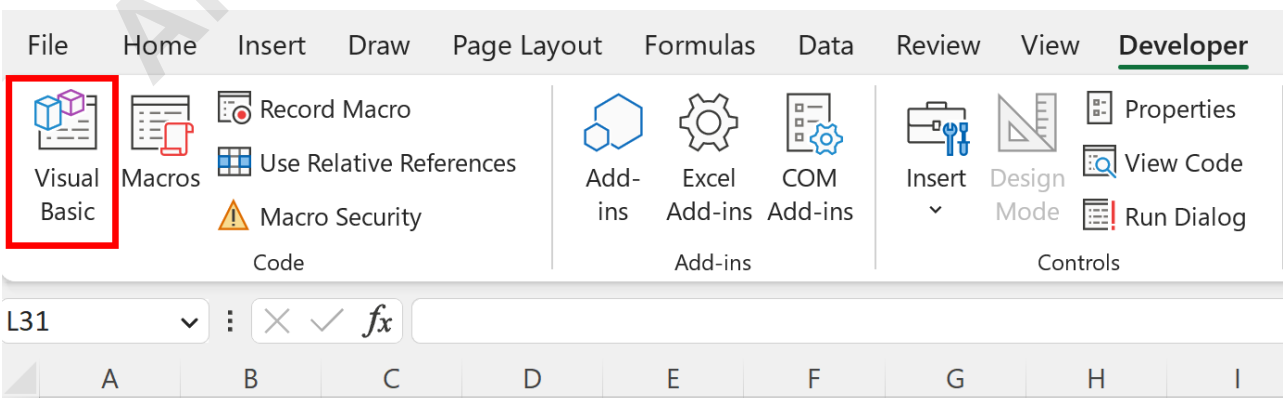 File Home Insert Draw Page Layout Formulas Data Review View Developer
Visual Basic
Macros
Record Macro
Use Relative References
Macro Security
Code
Add-ins
Excel Add-ins
COM Add-ins
Add-ins
Insert
Design Mode
Properties
View Code
Run Dialog
Controls
L31 fx
A B C D E F G H I